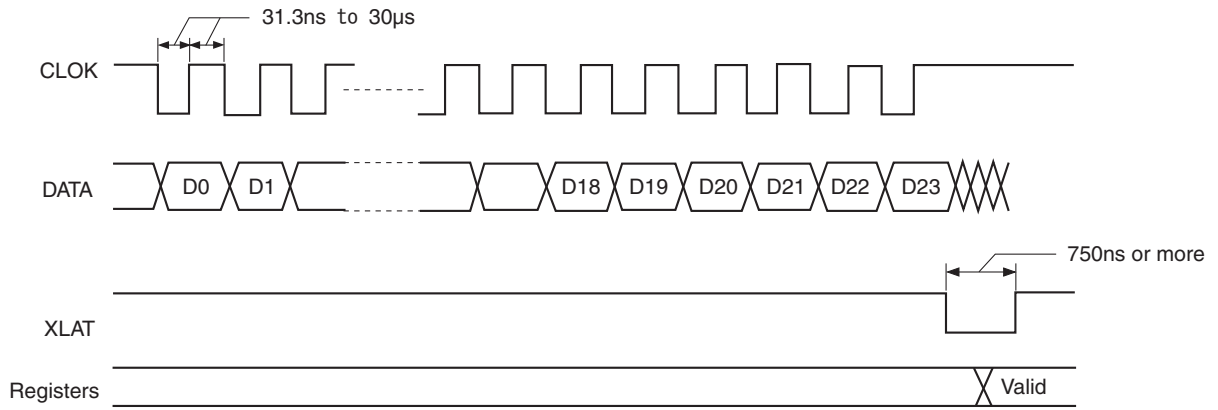 31.3ns to 30µs
CLOK
DATA
D0 D1 D18 D19 D20 D21 D22 D23
750ns or more
XLAT
Registers
Valid